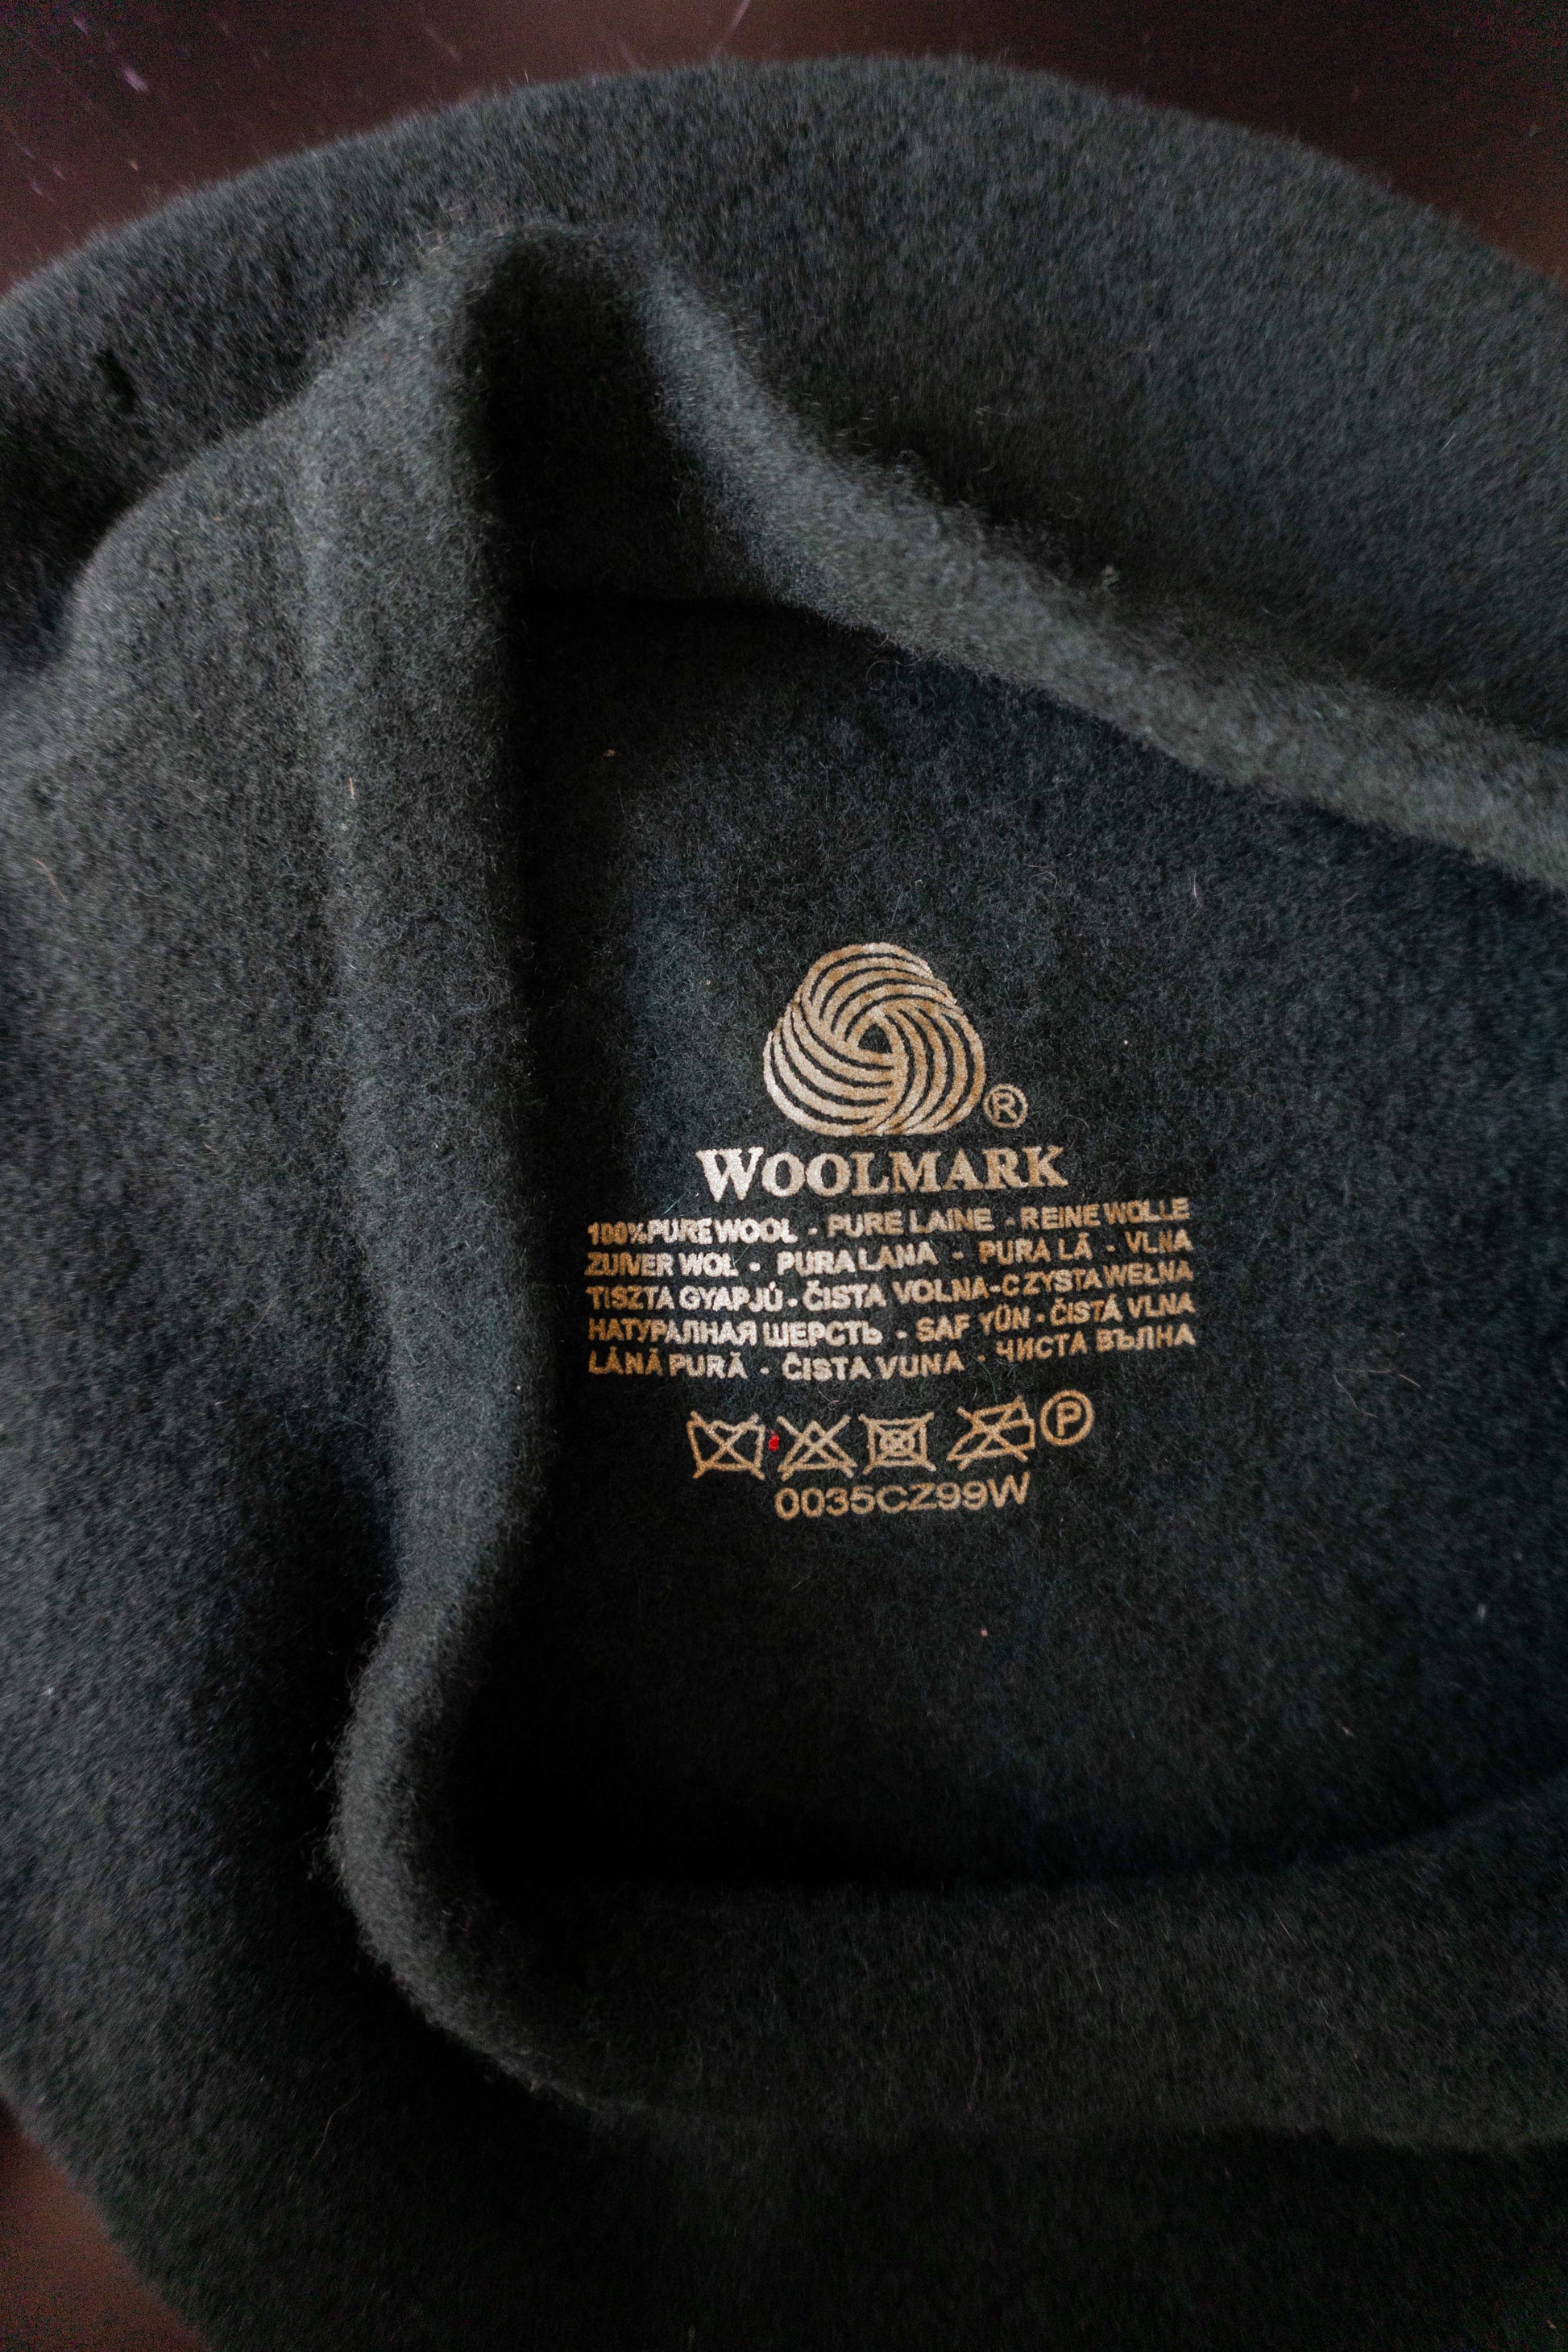 ®
WOOLMARK
100% PURE WOOL - PURE LAINE - REINE WOLLE
ZUIVER WOL - PURA LANA - PURA LÃ - VLNA
TISZTA GYAPJÚ - ČISTA VOLNA - CZYSTA WEŁNA
НАТУРАЛНАЯ ШЕРСТЬ - SAF YÜN - ČISTÁ VLNA
LÂNĂ PURĂ - ČISTA VUNA - ЧИСТА ВЪЛНА
P
0035CZ99W